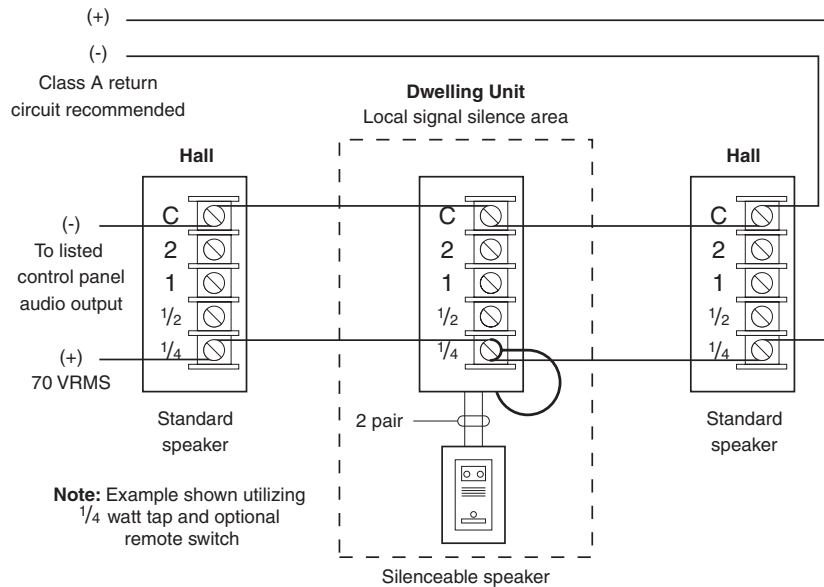 (+)
(-)
Class A return
circuit recommended
Dwelling Unit
Local signal silence area
Hall
Hall
C
2
1
1/2
1/4
C
2
1
1/2
1/4
C
2
1
1/2
1/4
(-)
To listed
control panel
audio output
(+)
70 VRMS
Standard
speaker
2 pair
Standard
speaker
Note: Example shown utilizing
1/4 watt tap and optional
remote switch
Silenceable speaker